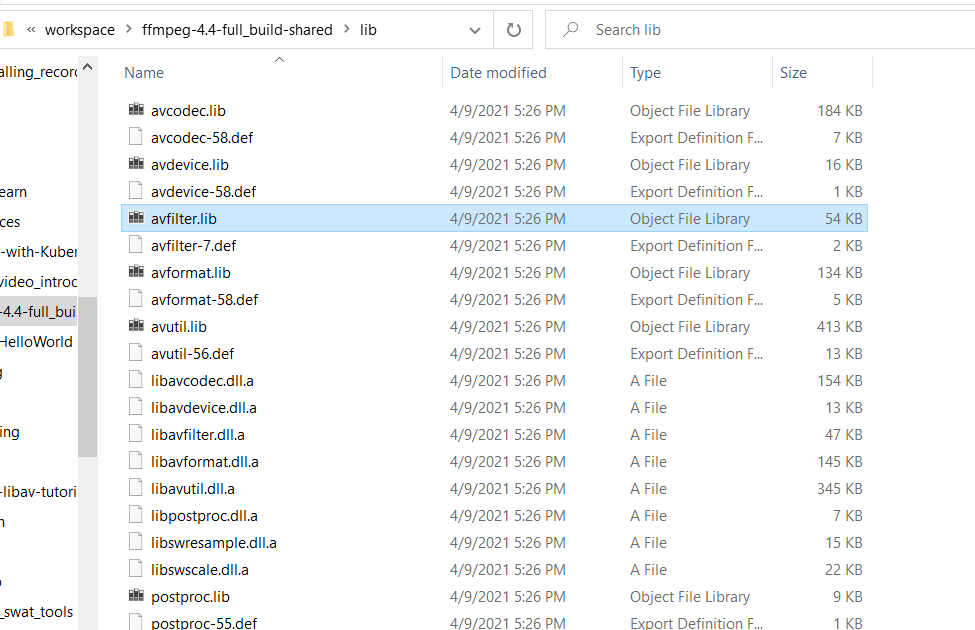 « workspace > ffmpeg-4.4-full_build-shared > lib
Search lib
alling_record
earn
ces
-with-Kuber
video_introd
-4.4-full_bui
HelloWorld
g
ing
-libav-tutori
n
_swat_tools
Name Date modified Type Size
avcodec.lib 4/9/2021 5:26 PM Object File Library 184 KB
avcodec-58.def 4/9/2021 5:26 PM Export Definition F... 7 KB
avdevice.lib 4/9/2021 5:26 PM Object File Library 16 KB
avdevice-58.def 4/9/2021 5:26 PM Export Definition F... 1 KB
avfilter.lib 4/9/2021 5:26 PM Object File Library 54 KB
avfilter-7.def 4/9/2021 5:26 PM Export Definition F... 2 KB
avformat.lib 4/9/2021 5:26 PM Object File Library 134 KB
avformat-58.def 4/9/2021 5:26 PM Export Definition F... 5 KB
avutil.lib 4/9/2021 5:26 PM Object File Library 413 KB
avutil-56.def 4/9/2021 5:26 PM Export Definition F... 13 KB
libavcodec.dll.a 4/9/2021 5:26 PM A File 154 KB
libavdevice.dll.a 4/9/2021 5:26 PM A File 13 KB
libavfilter.dll.a 4/9/2021 5:26 PM A File 47 KB
libavformat.dll.a 4/9/2021 5:26 PM A File 145 KB
libavutil.dll.a 4/9/2021 5:26 PM A File 345 KB
libpostproc.dll.a 4/9/2021 5:26 PM A File 7 KB
libswresample.dll.a 4/9/2021 5:26 PM A File 15 KB
libswscale.dll.a 4/9/2021 5:26 PM A File 22 KB
postproc.lib 4/9/2021 5:26 PM Object File Library 9 KB
postproc-55.def 4/9/2021 5:26 PM Export Definition F... 1 KB